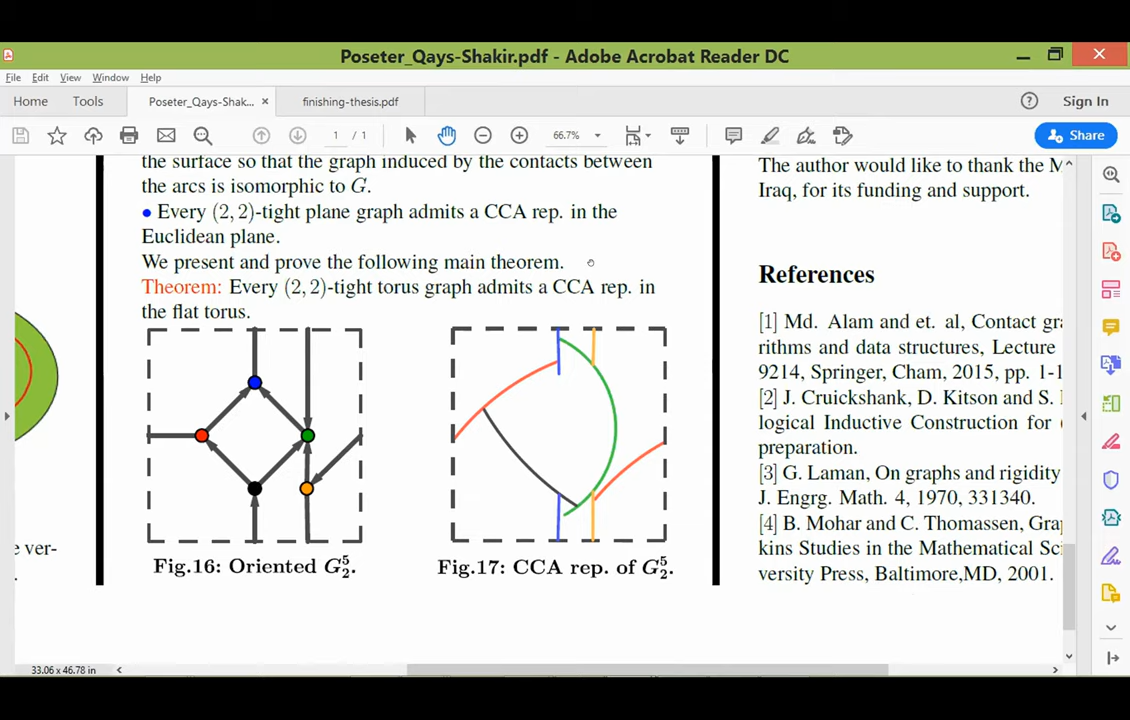 Poseter_Qays-Shakir.pdf - Adobe Acrobat Reader DC
File Edit View Window Help
Home Tools Poseter_Qays-Shak... × finishing-thesis.pdf Sign In
1 / 1 66.7% Share
the surface so that the graph induced by the contacts between
the arcs is isomorphic to G.
• Every (2, 2)-tight plane graph admits a CCA rep. in the
Euclidean plane.
We present and prove the following main theorem.
Theorem: Every (2, 2)-tight torus graph admits a CCA rep. in
the flat torus.
Fig.16: Oriented G₂⁵.
Fig.17: CCA rep. of G₂⁵.
e ver-
.
The author would like to thank the M
Iraq, for its funding and support.
References
[1] Md. Alam and et. al, Contact gra
rithms and data structures, Lecture
9214, Springer, Cham, 2015, pp. 1-1
[2] J. Cruickshank, D. Kitson and S.
logical Inductive Construction for
preparation.
[3] G. Laman, On graphs and rigidity
J. Engrg. Math. 4, 1970, 331340.
[4] B. Mohar and C. Thomassen, Gra
kins Studies in the Mathematical Sci
versity Press, Baltimore,MD, 2001.
33.06 x 46.78 in